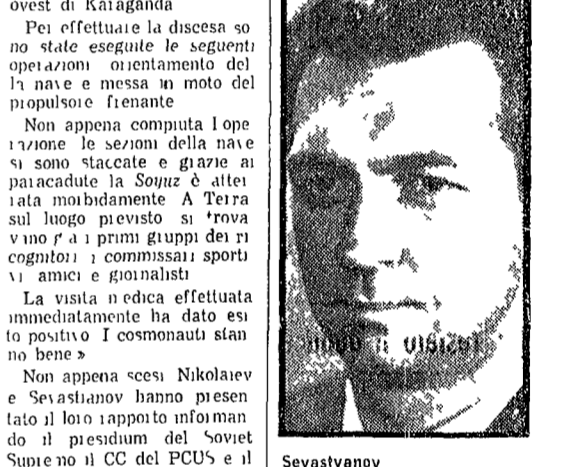 ovest di Karaganda
Per effettuare la discesa so
no state eseguite le seguenti
operazioni orientamento del
la nave e messa in moto del
propulsore frenante
Non appena compiuta l ope
razione le sezioni della nave
si sono staccate e grazie ai
paracadute la Soyuz è atter
rata morbidamente A Terra
sul luogo previsto si trova
vino i primi gruppi dei ri
cognitori i commissari sporti
vi amici e giornalisti
La visita medica effettuata
immediatamente ha dato esi
to positivo I cosmonauti stan
no bene »
Non appena scesi Nikolaiev
e Sevastianov hanno presen
tato il loro rapporto informan
do il presidium del Soviet
Supremo il CC del PCUS e il
Sevastyanov